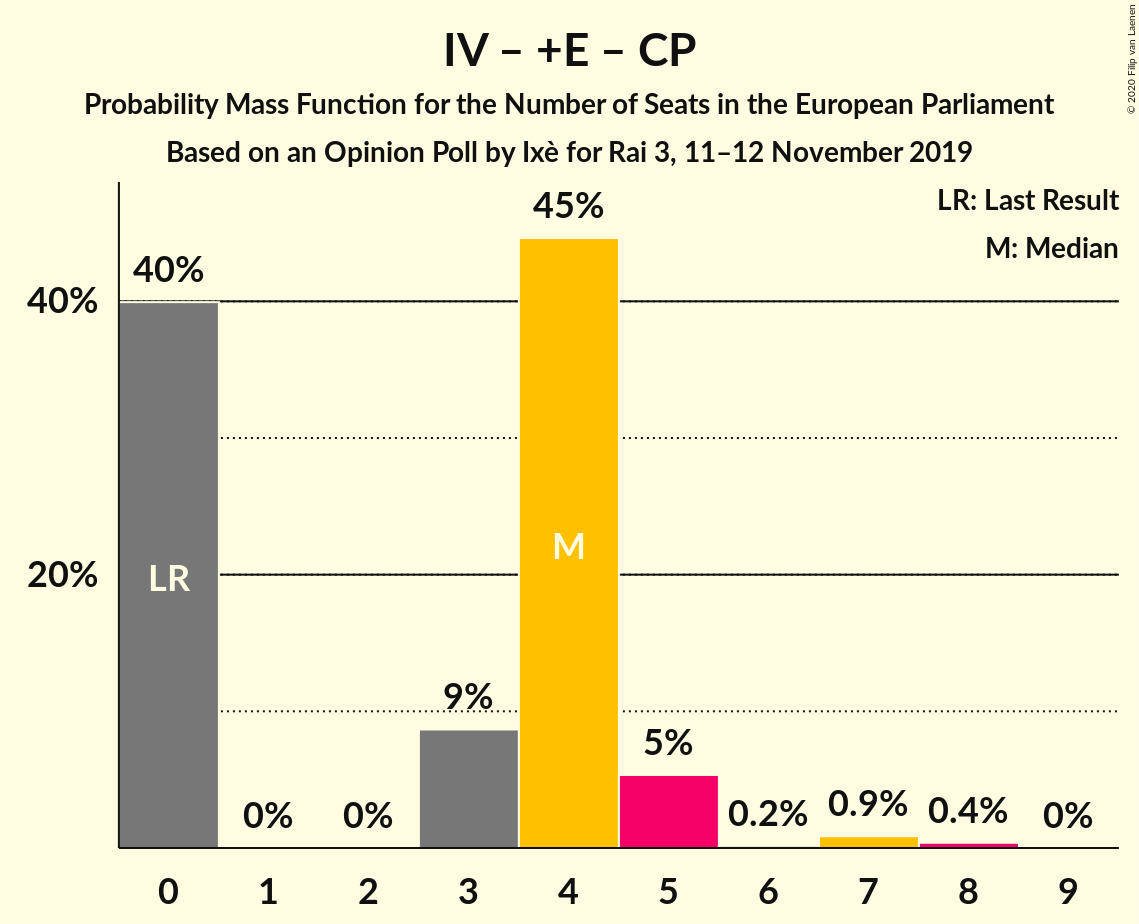 IV – +E – CP
Probability Mass Function for the Number of Seats in the European Parliament
Based on an Opinion Poll by Ixè for Rai 3, 11–12 November 2019
© 2020 Filip van Laenen
LR: Last Result
M: Median
40%
20%
40%
0%
0%
9%
45%
5%
0.2%
0.9%
0.4%
0%
LR
M
0 1 2 3 4 5 6 7 8 9